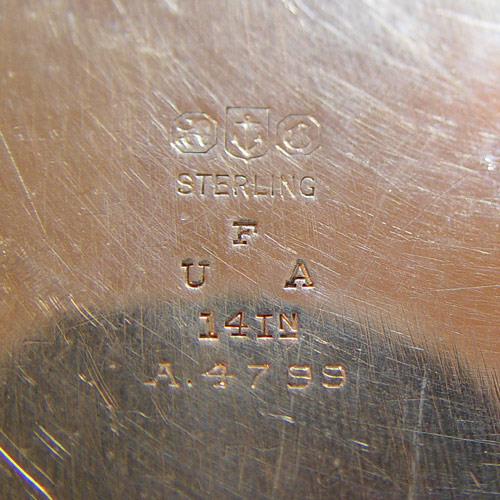 STERLING
F
U A
14IN
A.4799